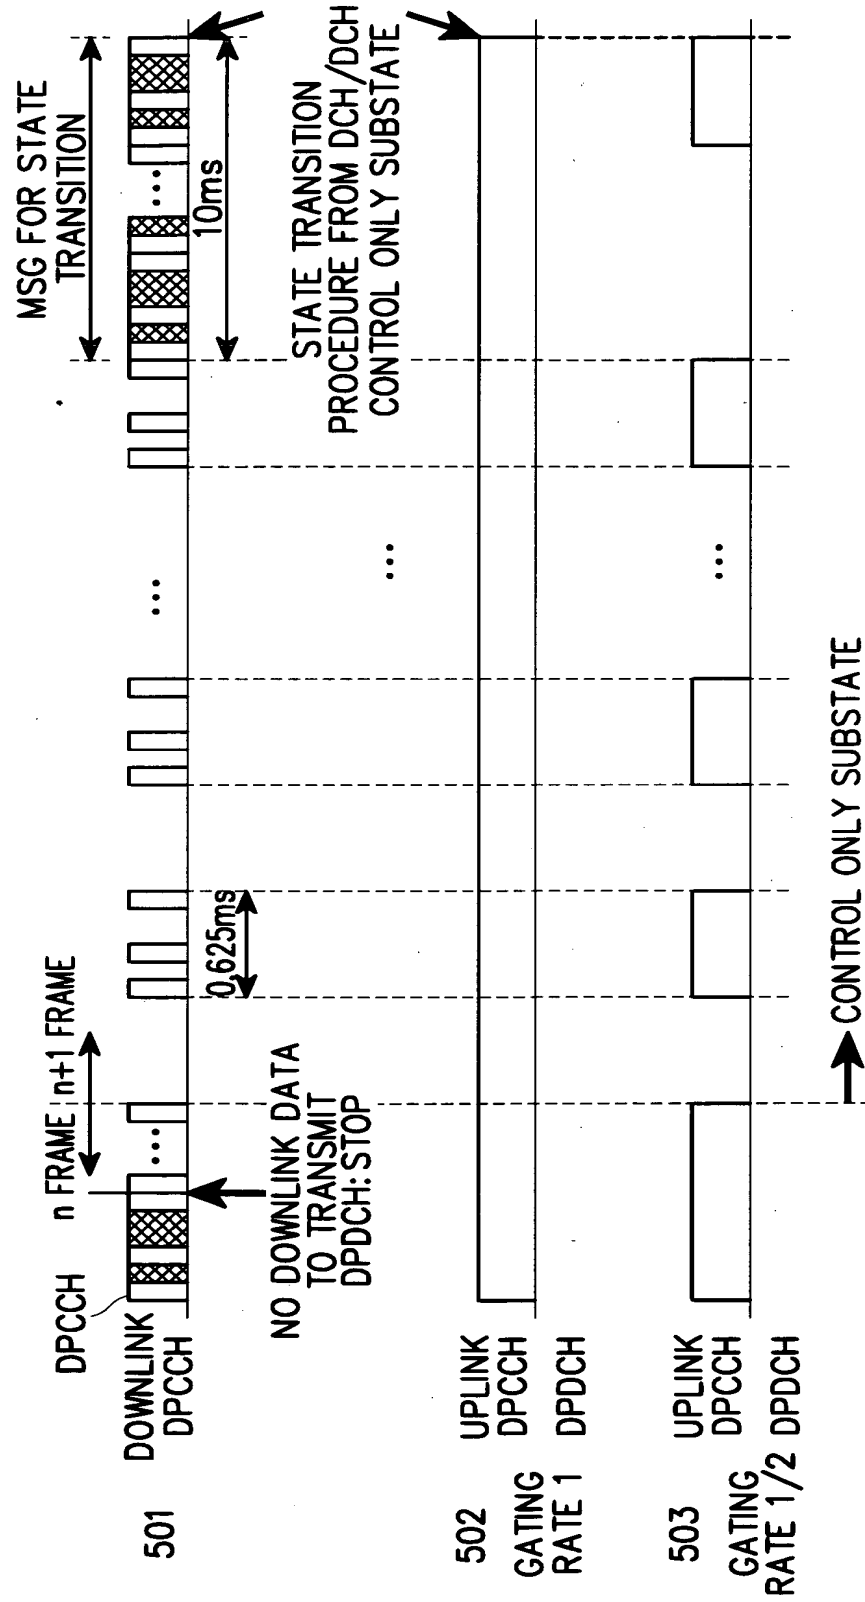 MSG FOR STATE
TRANSITION
10ms
n FRAME n+1 FRAME
DPCCH
DOWNLINK
DPCCH
501
...
...
...
0.625ms
NO DOWNLINK DATA
TO TRANSMIT
DPDCH:STOP
STATE TRANSITION
PROCEDURE FROM DCH/DCH
CONTROL ONLY SUBSTATE
...
502
UPLINK
DPCCH
GATING
RATE 1
DPDCH
503
UPLINK
DPCCH
...
GATING
RATE 1/2 DPDCH
CONTROL ONLY SUBSTATE